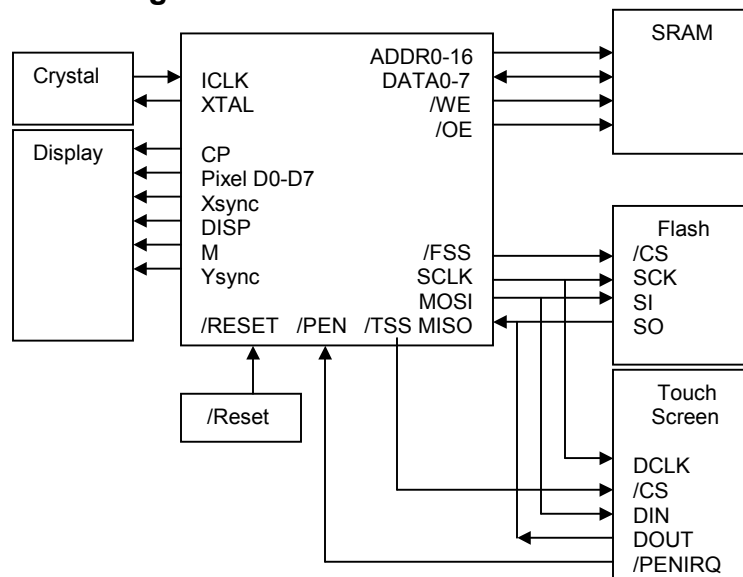 SRAM
Crystal
ICLK
XTAL
ADDR0-16
DATA0-7
/WE
/OE
Display
CP
Pixel D0-D7
Xsync
DISP
M
Ysync
/FSS
SCLK
MOSI
/RESET /PEN /TSS MISO
Flash
/CS
SCK
SI
SO
/Reset
Touch
Screen
DCLK
/CS
DIN
DOUT
/PENIRQ